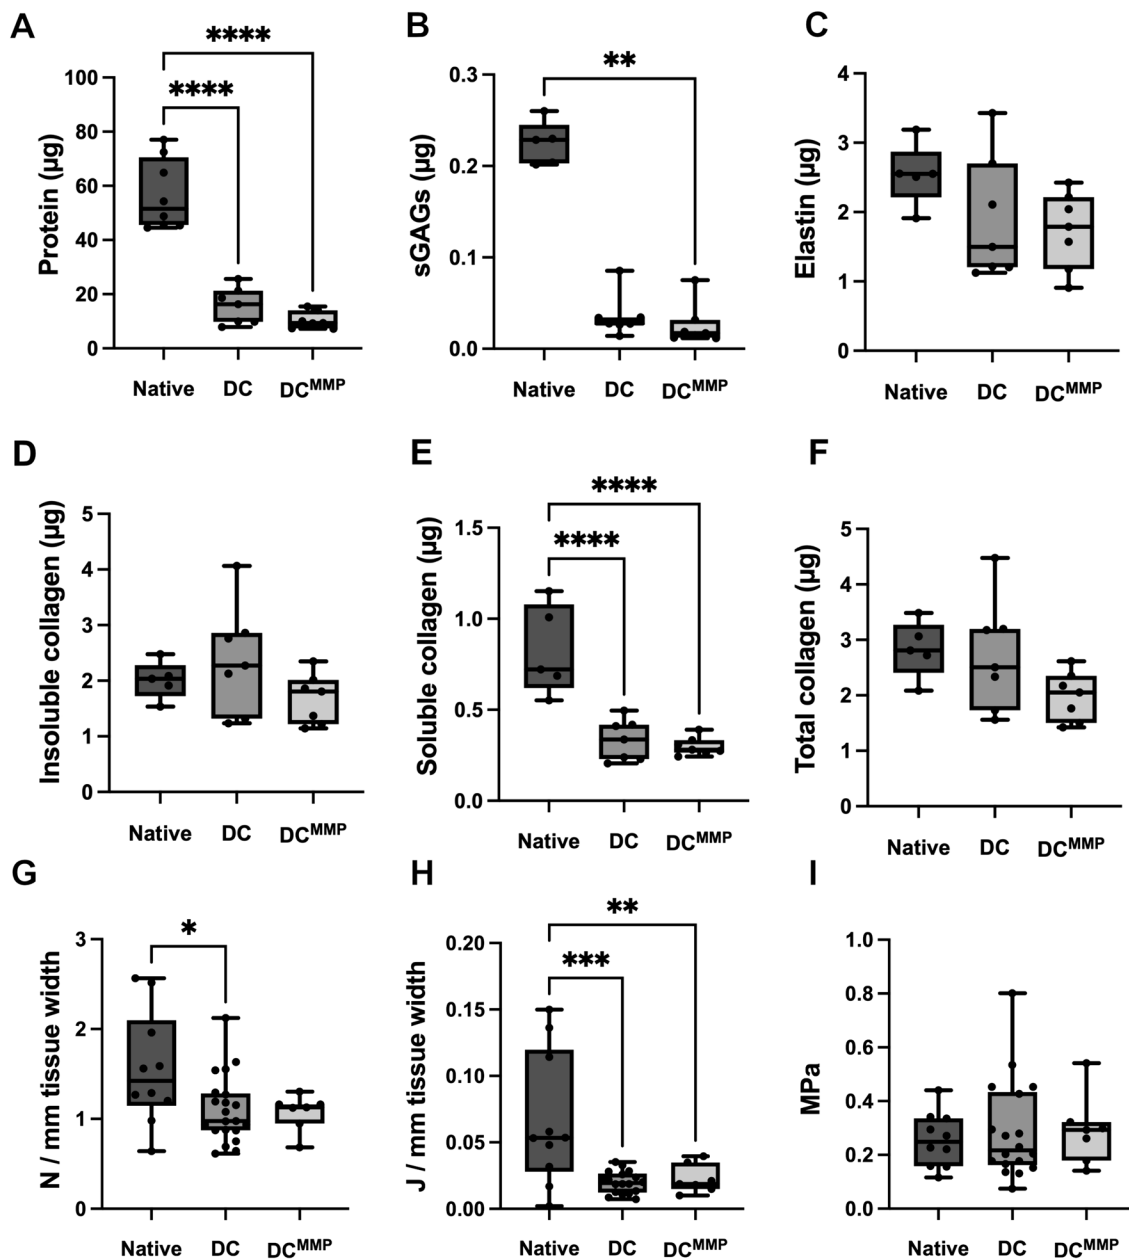 A
Protein (µg)
100
80
60
40
20
0
****
****
Native DC DCᴹᴹᴾ
B
sGAGs (µg)
0.3
0.2
0.1
0.0
**
Native DC DCᴹᴹᴾ
C
Elastin (µg)
4
3
2
1
0
Native DC DCᴹᴹᴾ
D
Insoluble collagen (µg)
5
4
3
2
1
0
Native DC DCᴹᴹᴾ
E
Soluble collagen (µg)
1.5
1.0
0.5
0.0
****
****
Native DC DCᴹᴹᴾ
F
Total collagen (µg)
5
4
3
2
1
0
Native DC DCᴹᴹᴾ
G
N / mm tissue width
3
2
1
0
*
Native DC DCᴹᴹᴾ
H
J / mm tissue width
0.20
0.15
0.10
0.05
0.00
**
***
Native DC DCᴹᴹᴾ
I
MPa
1.0
0.8
0.6
0.4
0.2
0.0
Native DC DCᴹᴹᴾ